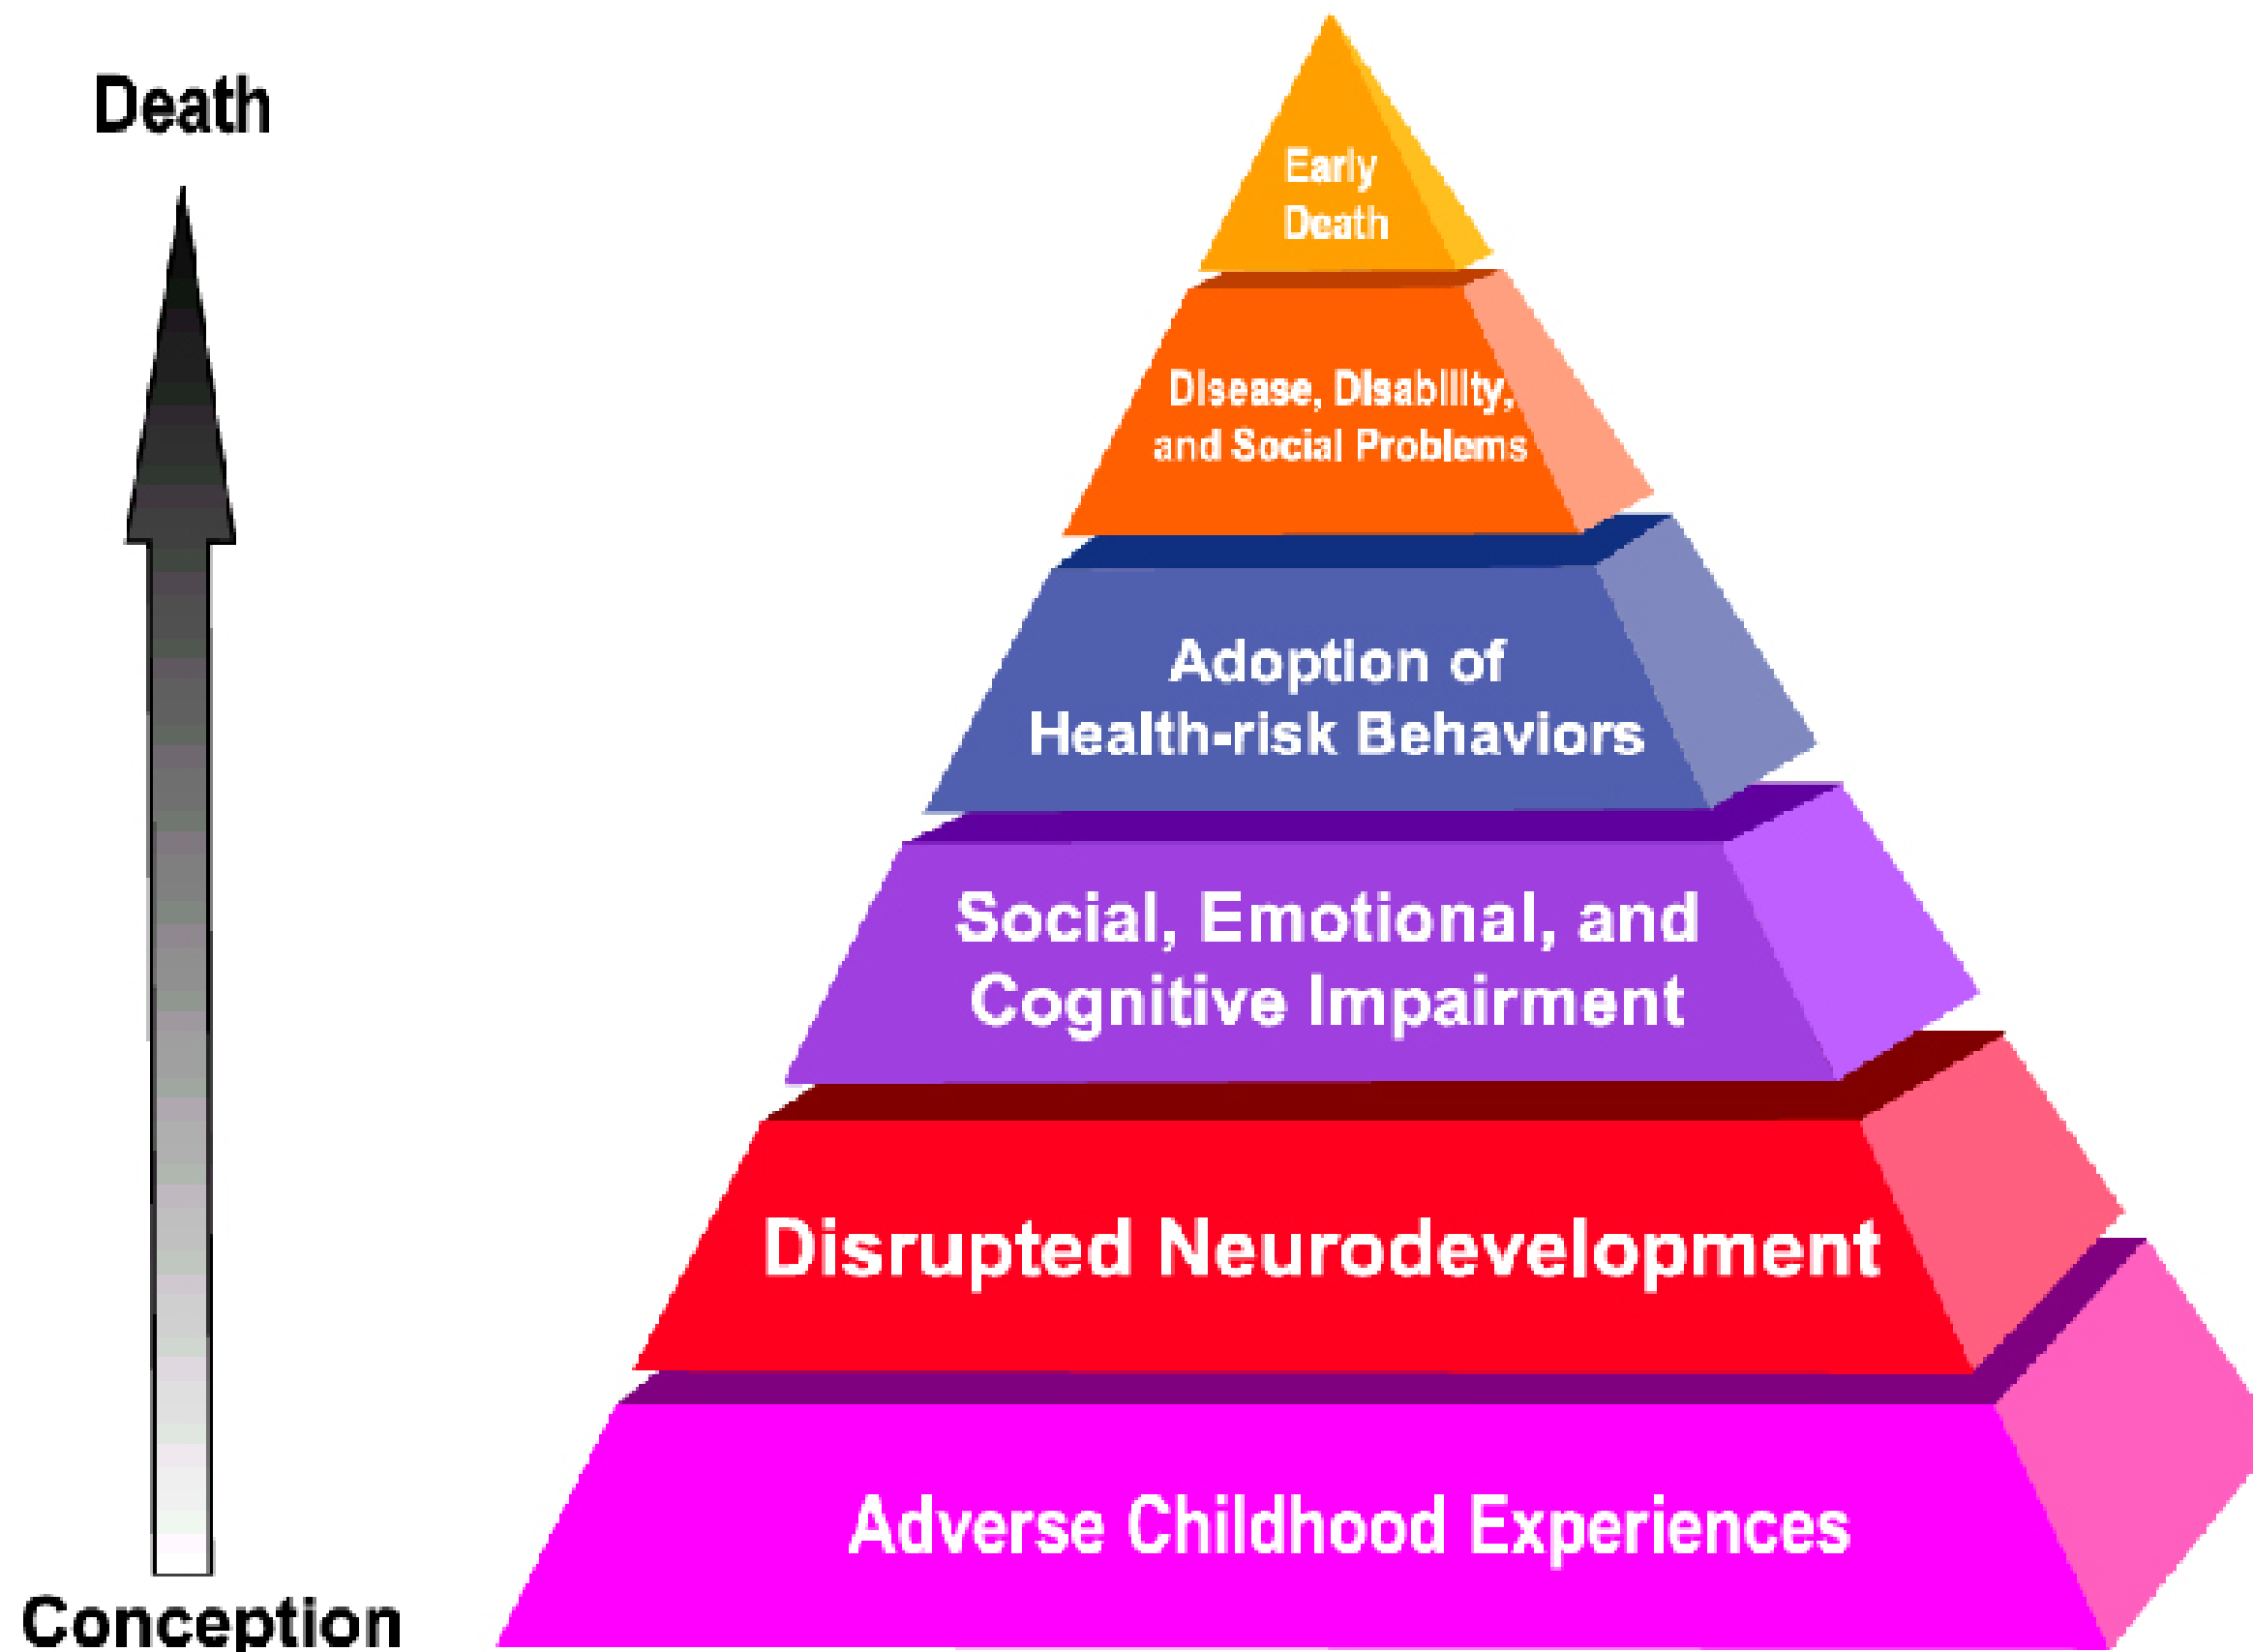 Death
Early
Death
Disease, Disability,
and Social Problems
Adoption of
Health-risk Behaviors
Social, Emotional, and
Cognitive Impairment
Disrupted Neurodevelopment
Adverse Childhood Experiences
Conception